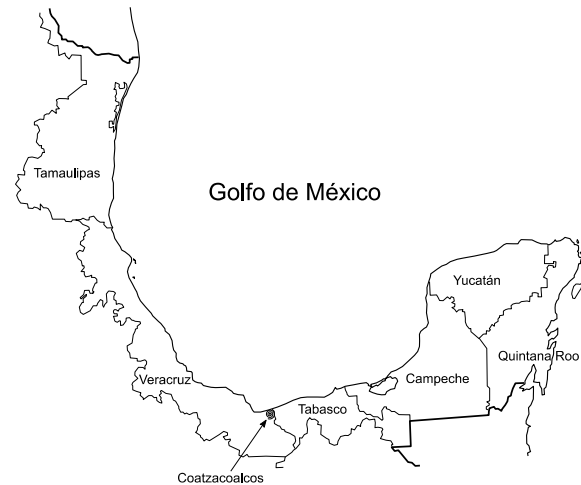 Tamaulipas
Golfo de México
Yucatán
Quintana Roo
Veracruz
Campeche
Tabasco
Coatzacoalcos